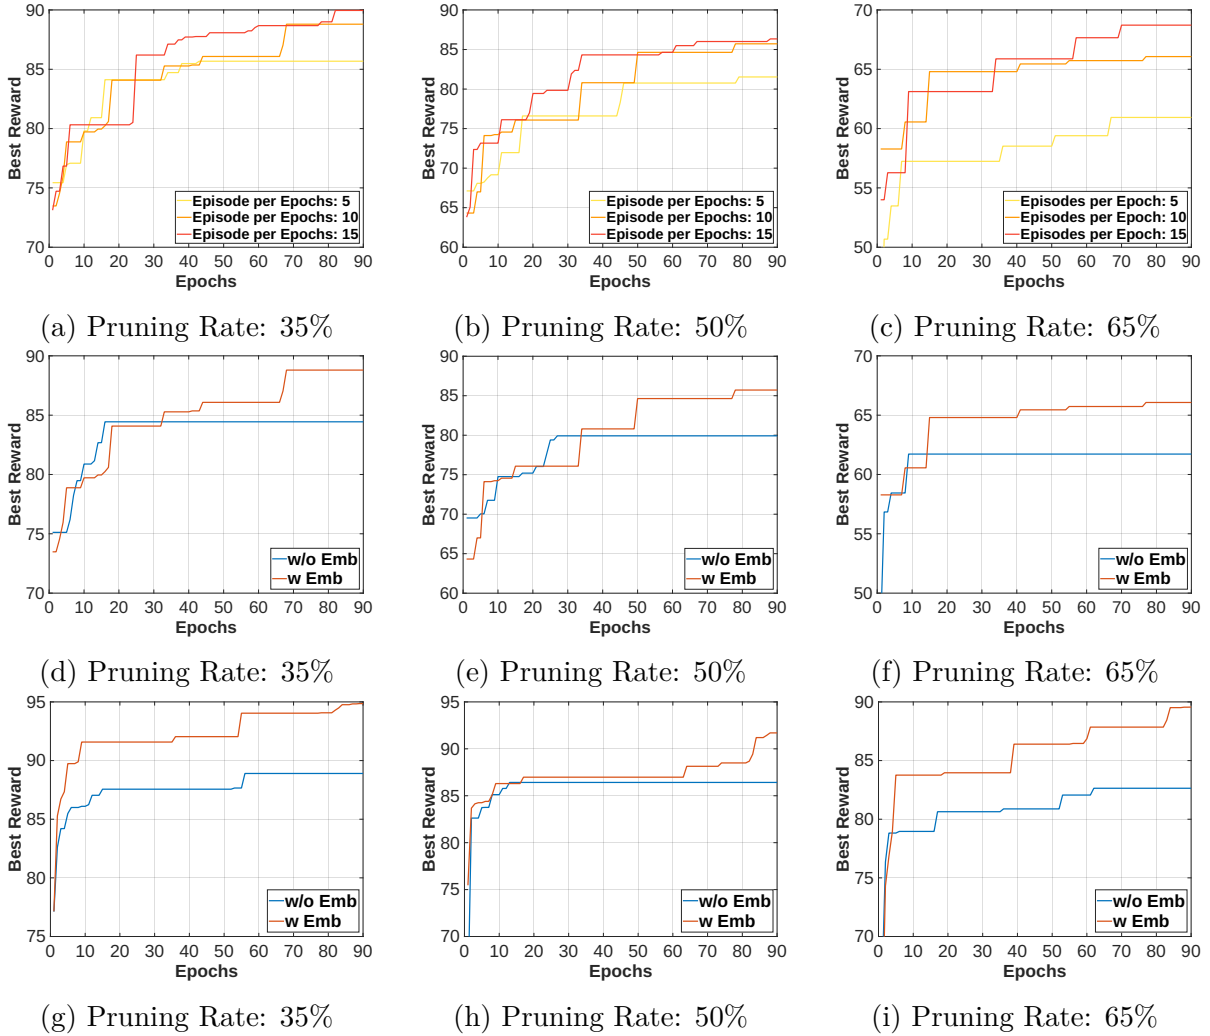 90
85
80
75
70
Best Reward
Episode per Epochs: 5
Episode per Epochs: 10
Episode per Epochs: 15
0 10 20 30 40 50 60 70 80 90
Epochs
(a) Pruning Rate: 35%
90
85
80
75
70
65
60
Best Reward
Episode per Epochs: 5
Episode per Epochs: 10
Episode per Epochs: 15
0 10 20 30 40 50 60 70 80 90
Epochs
(b) Pruning Rate: 50%
70
65
60
55
50
Best Reward
Episodes per Epoch: 5
Episodes per Epoch: 10
Episodes per Epoch: 15
0 10 20 30 40 50 60 70 80 90
Epochs
(c) Pruning Rate: 65%
90
85
80
75
70
Best Reward
w/o Emb
w Emb
0 10 20 30 40 50 60 70 80 90
Epochs
(d) Pruning Rate: 35%
90
85
80
75
70
65
60
Best Reward
w/o Emb
w Emb
0 10 20 30 40 50 60 70 80 90
Epochs
(e) Pruning Rate: 50%
70
65
60
55
50
Best Reward
w/o Emb
w Emb
0 10 20 30 40 50 60 70 80 90
Epochs
(f) Pruning Rate: 65%
95
90
85
80
75
Best Reward
w/o Emb
w Emb
0 10 20 30 40 50 60 70 80 90
Epochs
(g) Pruning Rate: 35%
95
90
85
80
75
70
Best Reward
w/o Emb
w Emb
0 10 20 30 40 50 60 70 80 90
Epochs
(h) Pruning Rate: 50%
90
85
80
75
70
Best Reward
w/o Emb
w Emb
0 10 20 30 40 50 60 70 80 90
Epochs
(i) Pruning Rate: 65%